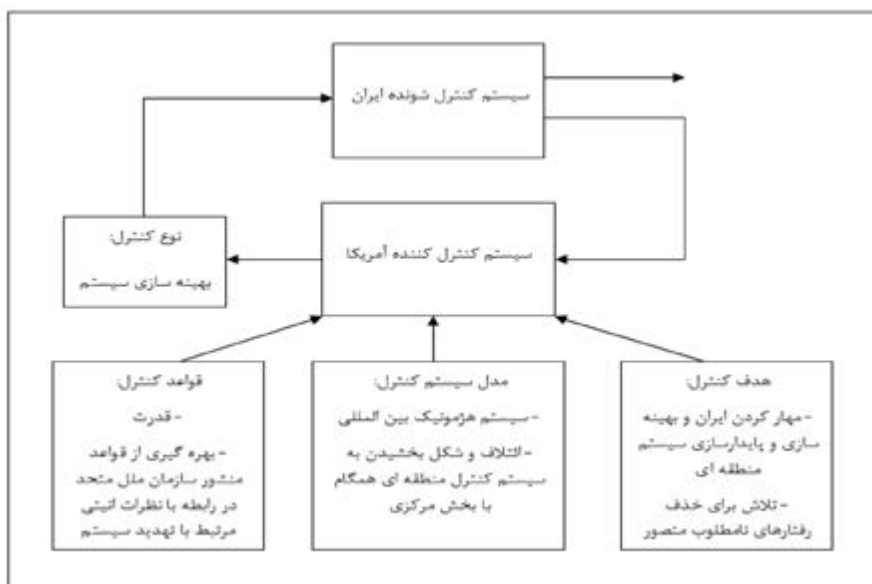 سیستم کنترل شونده ایران
سیستم کنترل کننده آمریکا
نوع کنترل:
بهینه سازی سیستم
هدف کنترل:
-مهار کردن ایران و بهینه
سازی و پایدارسازی سیستم
منطقه ای
-تلاش برای حذف
رفتارهای نامطلوب متصور
مدل سیستم کنترل:
-سیستم هژمونیک بین المللی
-ائتلاف و شکل بخشیدن به
سیستم کنترل منطقه ای همگام
با بخش مرکزی
قواعد کنترل:
-قدرت
-بهره گیری از قواعد
منشور سازمان ملل متحد
در رابطه با نظرات
مرتبط با تهدید سیستم